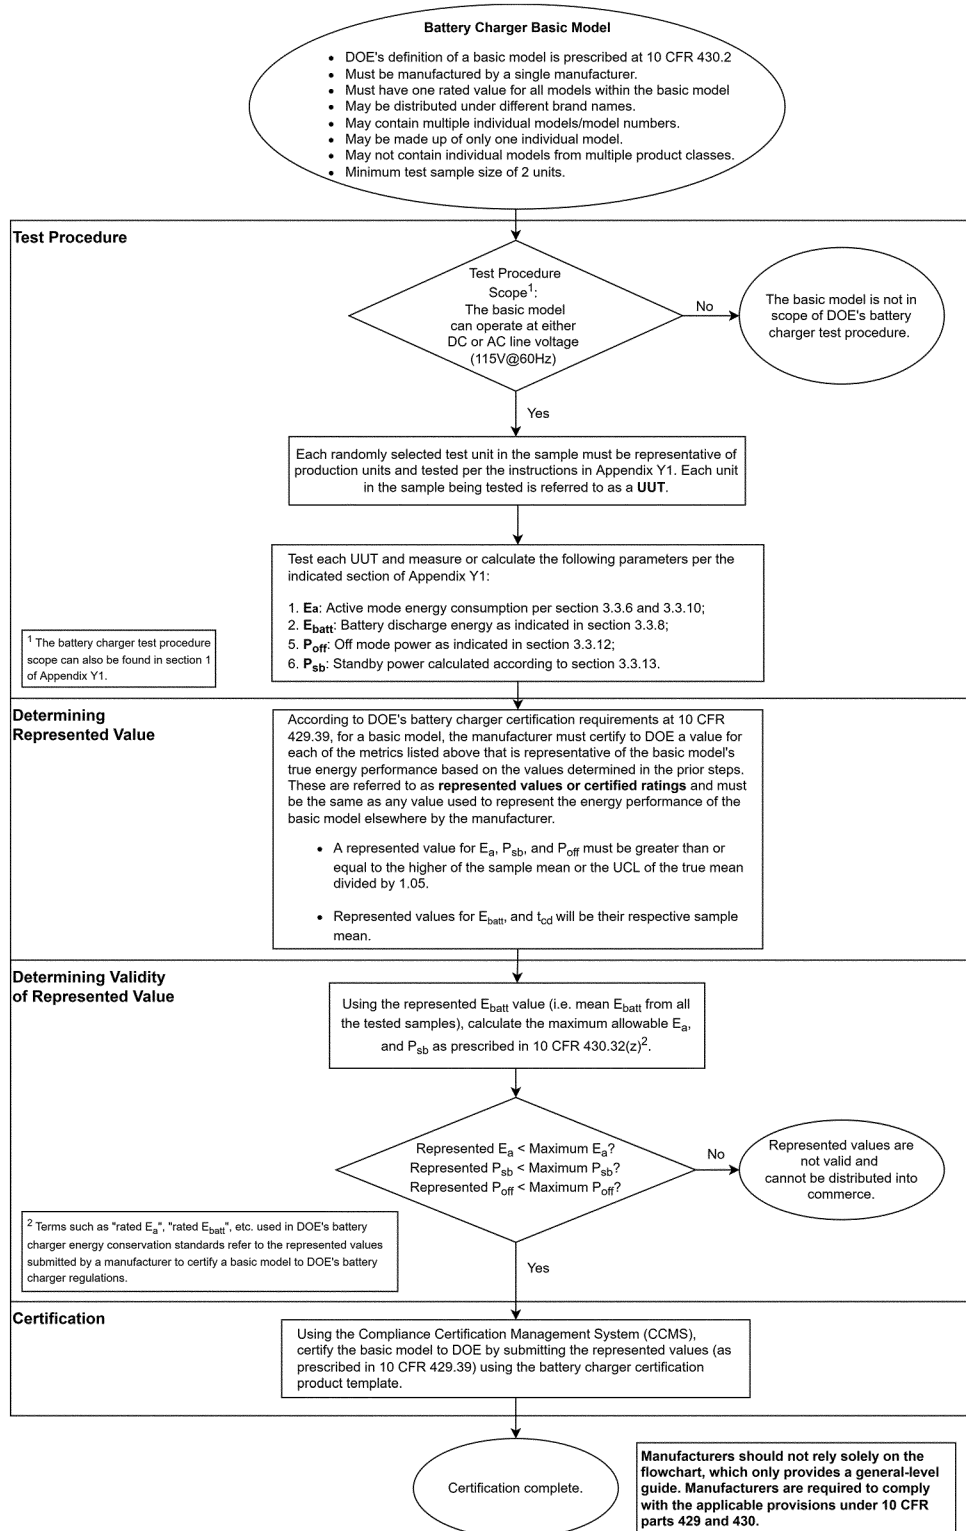 Battery Charger Basic Model
• DOE's definition of a basic model is prescribed at 10 CFR 430.2
• Must be manufactured by a single manufacturer.
• Must have one rated value for all models within the basic model
• May be distributed under different brand names.
• May contain multiple individual models/model numbers.
• May be made up of only one individual model.
• May not contain individual models from multiple product classes.
• Minimum test sample size of 2 units.
Test Procedure
Test Procedure
Scope1:
The basic model
can operate at either
DC or AC line voltage
(115V@60Hz)
No
The basic model is not in
scope of DOE's battery
charger test procedure.
Yes
Each randomly selected test unit in the sample must be representative of
production units and tested per the instructions in Appendix Y1. Each unit
in the sample being tested is referred to as a UUT.
Test each UUT and measure or calculate the following parameters per the
indicated section of Appendix Y1:
1. Ea: Active mode energy consumption per section 3.3.6 and 3.3.10;
2. Ebatt: Battery discharge energy as indicated in section 3.3.8;
5. Poff: Off mode power as indicated in section 3.3.12;
6. Psb: Standby power calculated according to section 3.3.13.
1 The battery charger test procedure
scope can also be found in section 1
of Appendix Y1.
Determining
Represented Value
According to DOE's battery charger certification requirements at 10 CFR
429.39, for a basic model, the manufacturer must certify to DOE a value for
each of the metrics listed above that is representative of the basic model's
true energy performance based on the values determined in the prior steps.
These are referred to as represented values or certified ratings and must
be the same as any value used to represent the energy performance of the
basic model elsewhere by the manufacturer.
• A represented value for Ea, Psb, and Poff must be greater than or
equal to the higher of the sample mean or the UCL of the true mean
divided by 1.05.
• Represented values for Ebatt, and tcd will be their respective sample
mean.
Determining Validity
of Represented Value
Using the represented Ebatt value (i.e. mean Ebatt from all
the tested samples), calculate the maximum allowable Ea,
and Psb as prescribed in 10 CFR 430.32(z)2.
Represented Ea < Maximum Ea?
Represented Psb < Maximum Psb?
Represented Poff < Maximum Poff?
No
Represented values are
not valid and
cannot be distributed into
commerce.
2 Terms such as "rated Ea", "rated Ebatt", etc. used in DOE's battery
charger energy conservation standards refer to the represented values
submitted by a manufacturer to certify a basic model to DOE's battery
charger regulations.
Yes
Certification
Using the Compliance Certification Management System (CCMS),
certify the basic model to DOE by submitting the represented values (as
prescribed in 10 CFR 429.39) using the battery charger certification
product template.
Certification complete.
Manufacturers should not rely solely on the
flowchart, which only provides a general-level
guide. Manufacturers are required to comply
with the applicable provisions under 10 CFR
parts 429 and 430.